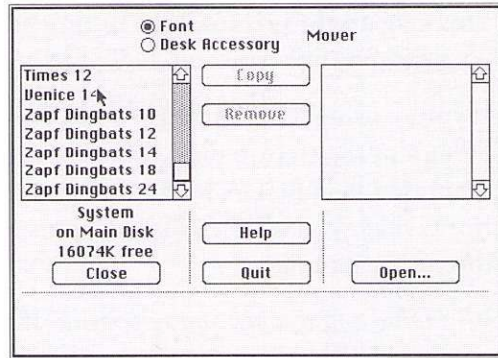 Font
Desk Accessory
Mover
Times 12
Venice 14
Zapf Dingbats 10
Zapf Dingbats 12
Zapf Dingbats 14
Zapf Dingbats 18
Zapf Dingbats 24
Copy
Remove
System
on Main Disk
16074K free
Close
Help
Quit
Open...